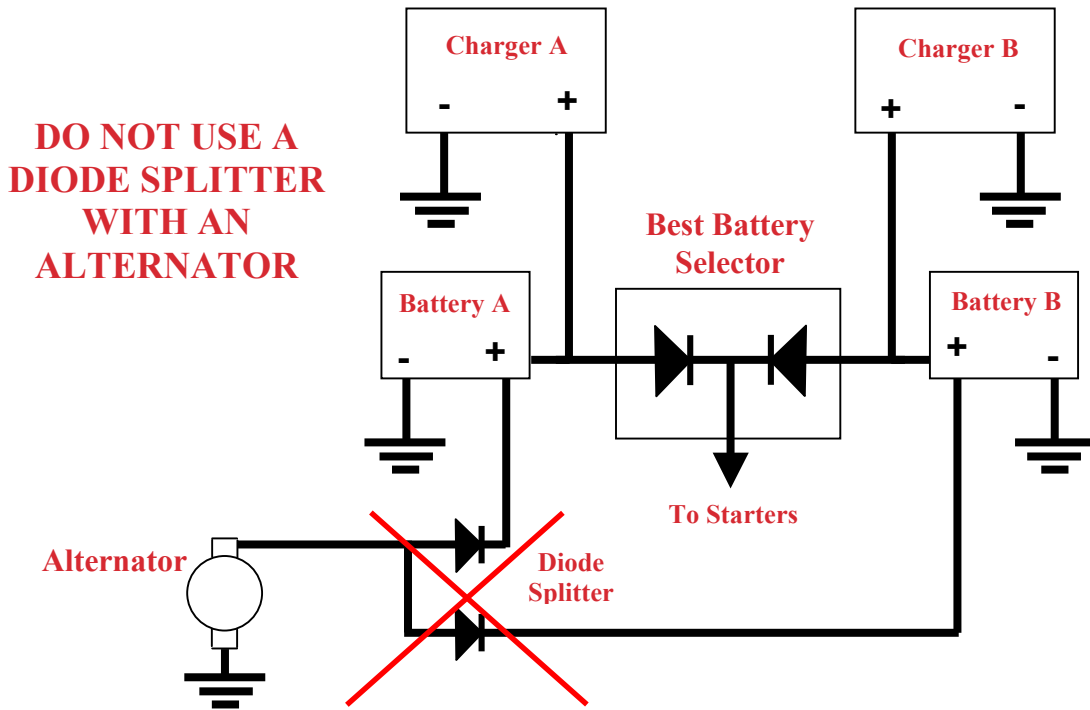 Charger A
- +
Charger B
+ -
DO NOT USE A
DIODE SPLITTER
WITH AN
ALTERNATOR
Best Battery
Selector
Battery A
- +
Battery B
+ -
To Starters
Alternator
Diode
Splitter